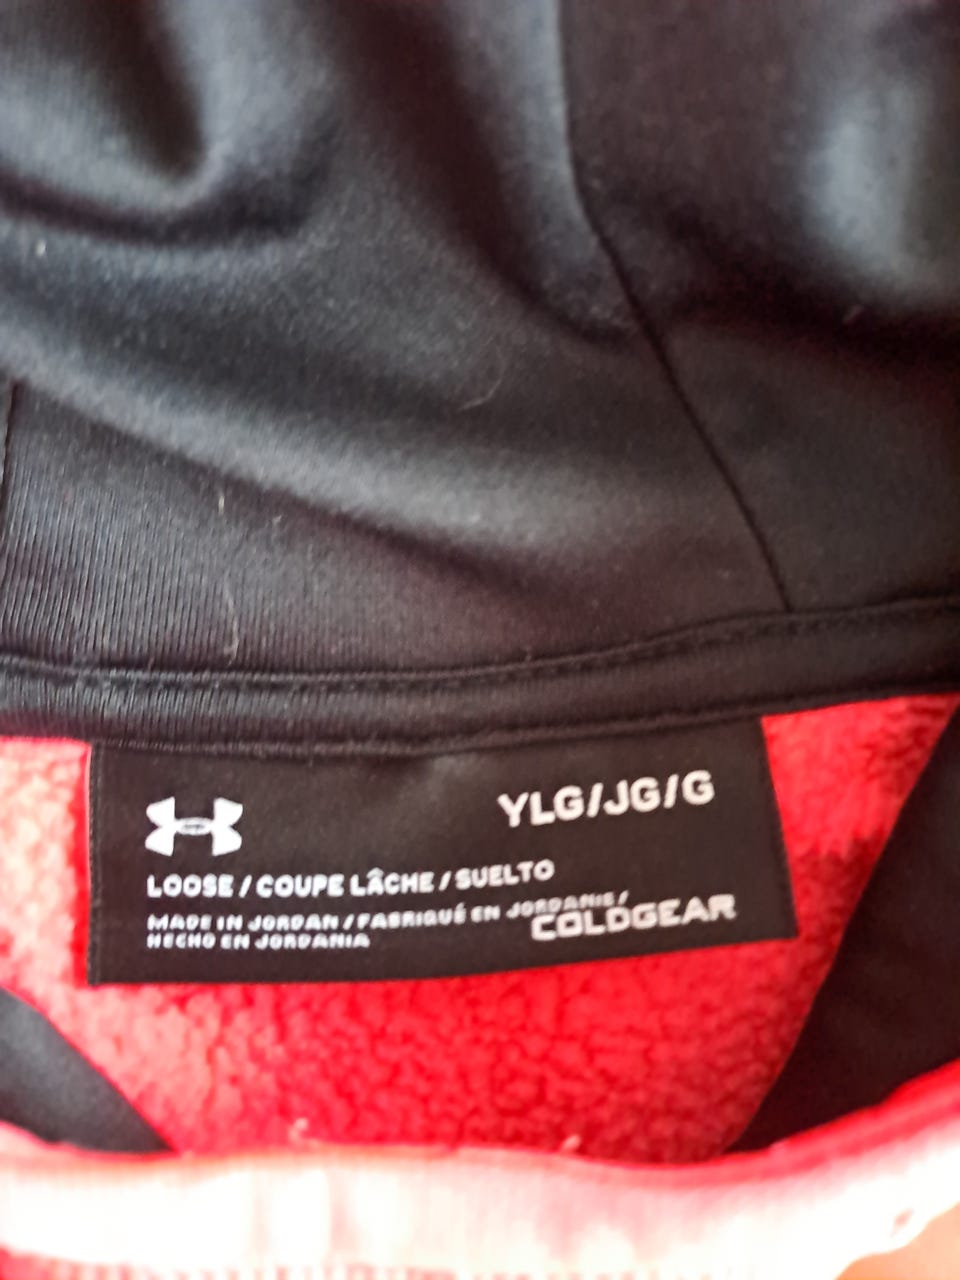 YLG/JG/G
LOOSE / COUPE LÂCHE / SUELTO
MADE IN JORDAN / FABRIQUÉ EN JORDANIE /
HECHO EN JORDANIA
COLDGEAR